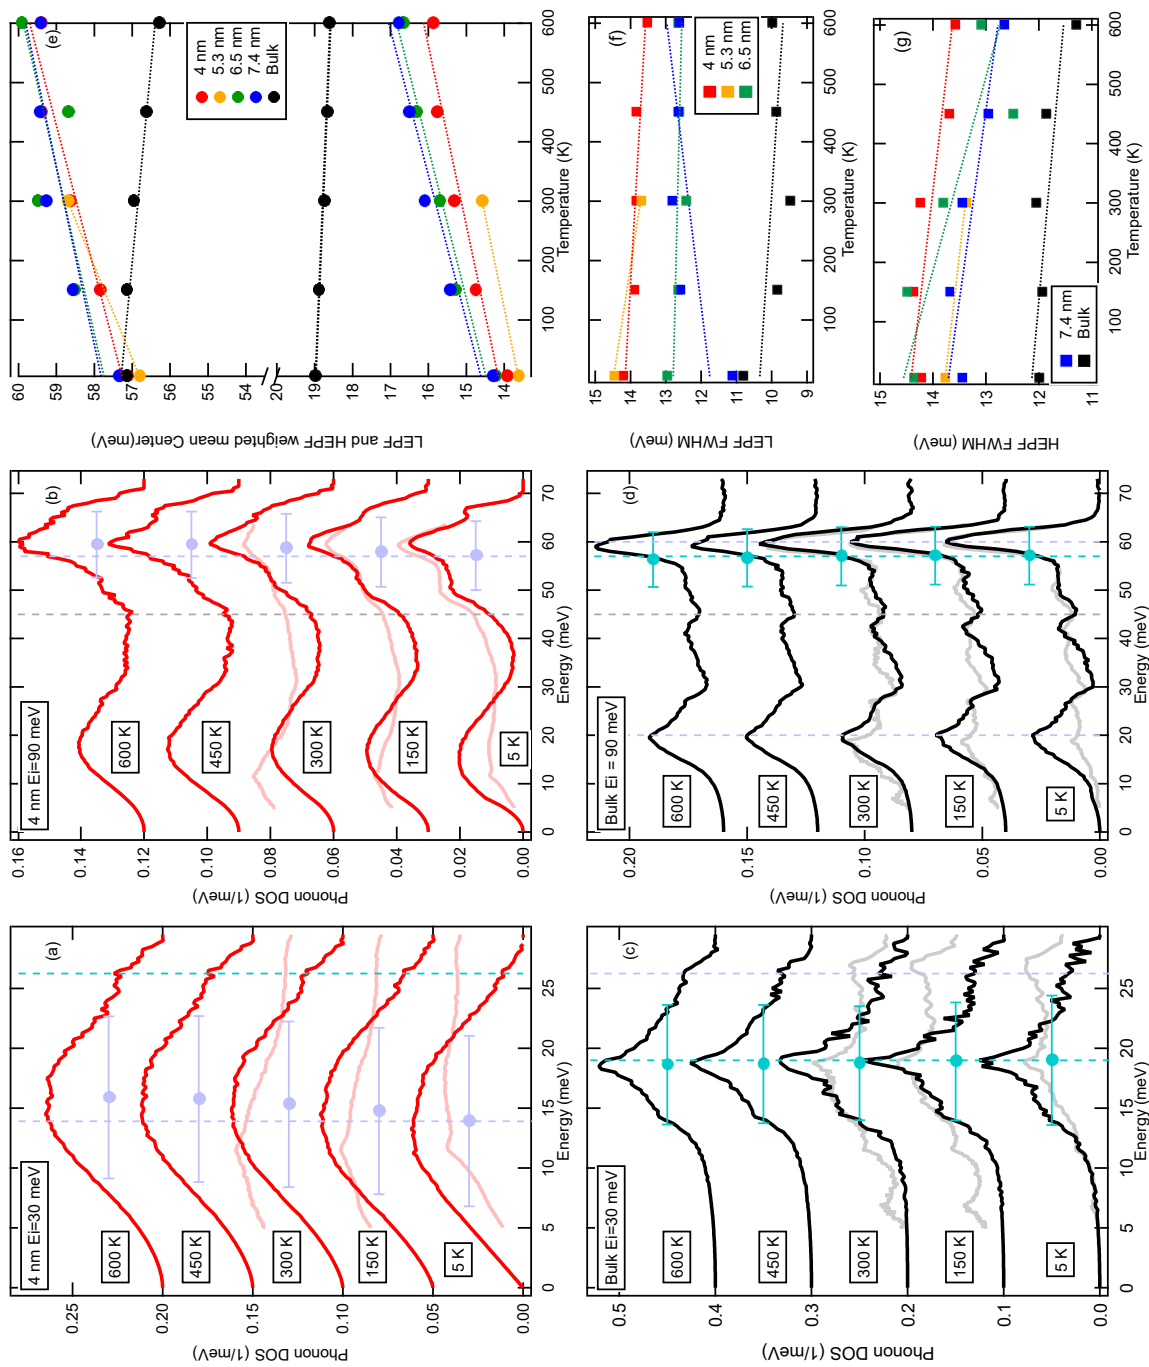 4 nm Ei=30 meV
(a)
600 K
450 K
300 K
150 K
5 K
0.25
0.20
0.15
0.10
0.05
0.00
0
5
10
15
20
25
Energy (meV)
Phonon DOS (1/meV)
4 nm Ei=90 meV
(b)
600 K
450 K
300 K
150 K
5 K
0.16
0.14
0.12
0.10
0.08
0.06
0.04
0.02
0.00
0
10
20
30
40
50
60
70
Energy (meV)
Phonon DOS (1/meV)
(e)
4 nm
5.3 nm
6.5 nm
7.4 nm
Bulk
60
59
58
57
56
55
54
20
19
18
17
16
15
14
100
200
300
400
500
600
Temperature (K)
LEPF and HEPF weighted mean Center(meV)
Bulk Ei=30 meV
(c)
600 K
450 K
300 K
150 K
5 K
0.5
0.4
0.3
0.2
0.1
0.0
0
5
10
15
20
25
Energy (meV)
Phonon DOS (1/meV)
Bulk Ei = 90 meV
(d)
600 K
450 K
300 K
150 K
5 K
0.20
0.15
0.10
0.05
0.00
0
10
20
30
40
50
60
70
Energy (meV)
Phonon DOS (1/meV)
(f)
4 nm
5.3 nm
6.5 nm
15
14
13
12
11
10
9
100
200
300
400
500
600
Temperature (K)
LEPF FWHM (meV)
(g)
7.4 nm
Bulk
15
14
13
12
11
100
200
300
400
500
600
Temperature (K)
HEPF FWHM (meV)